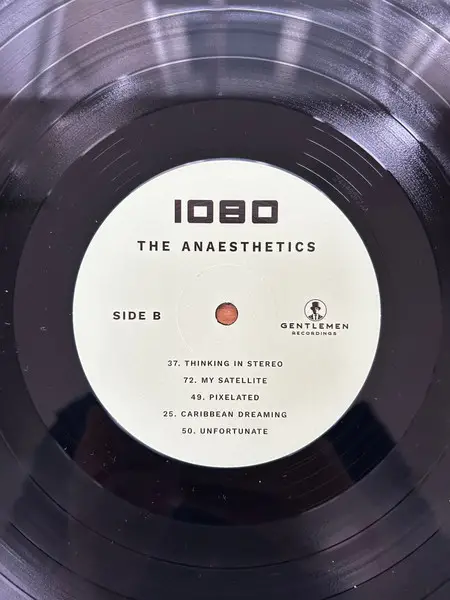 1080
THE ANAESTHETICS
SIDE B
GENTLEMEN
RECORDINGS
37. THINKING IN STEREO
72. MY SATELLITE
49. PIXELATED
25. CARIBBEAN DREAMING
50. UNFORTUNATE